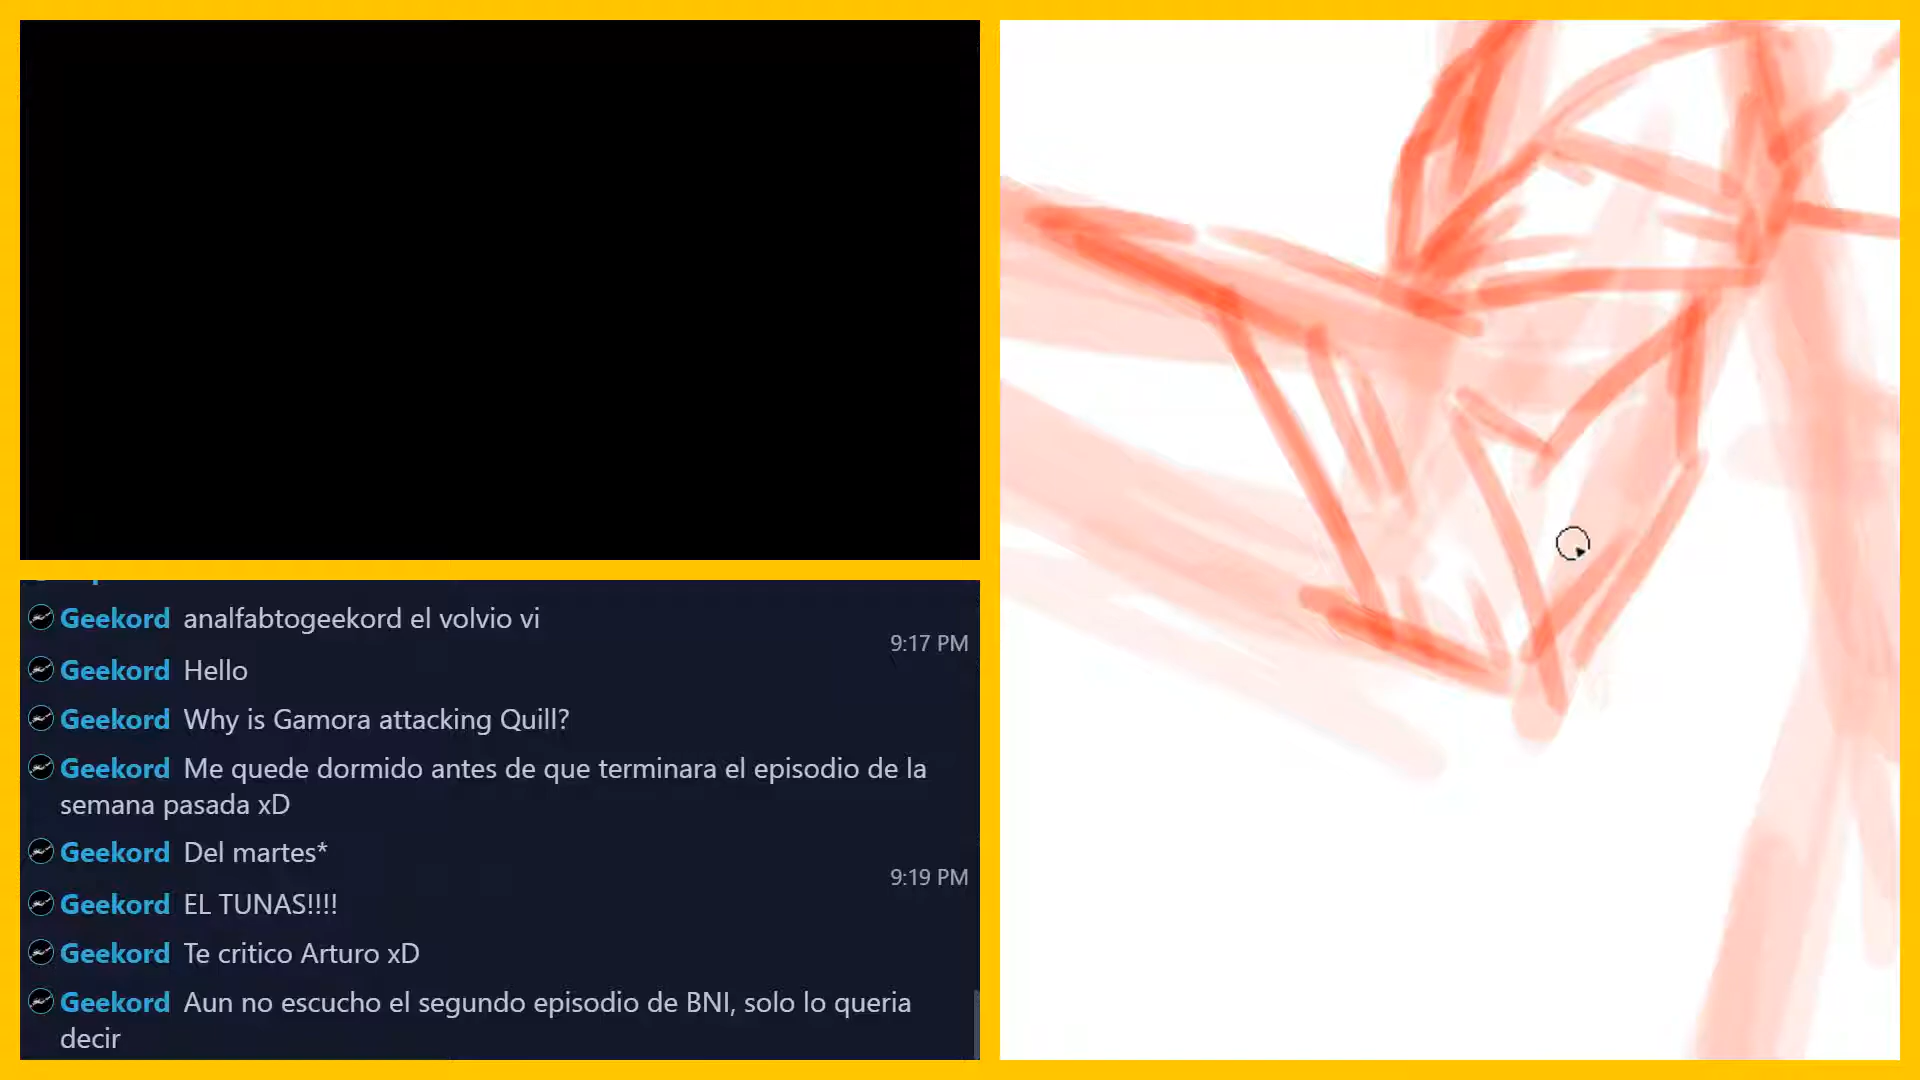 Geekord analfabtogeekord el volvio vi
9:17 PM
Geekord Hello
Geekord Why is Gamora attacking Quill?
Geekord Me quede dormido antes de que terminara el episodio de la
semana pasada xD
Geekord Del martes*
9:19 PM
Geekord EL TUNAS!!!!
Geekord Te critico Arturo xD
Geekord Aun no escucho el segundo episodio de BNI, solo lo queria
decir